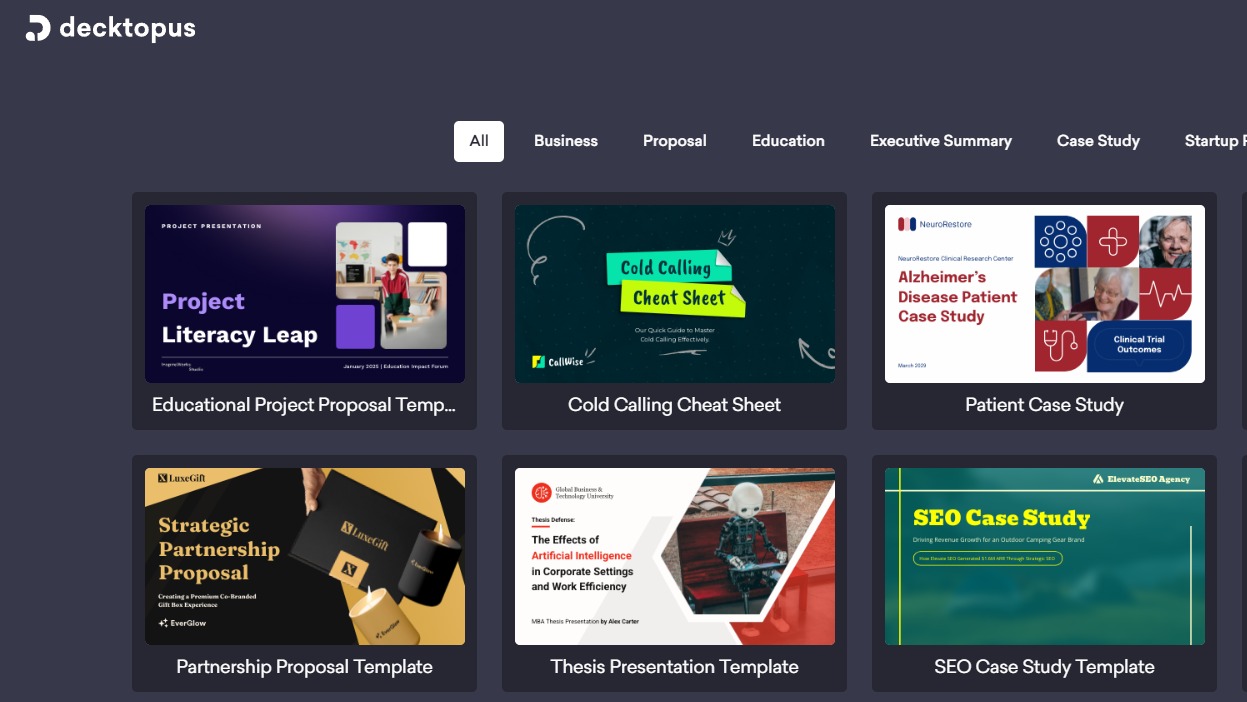 decktopus
All
Business
Proposal
Education
Executive Summary
Case Study
Startup P
PROJECT PRESENTATION
Project
Literacy Leap
InspireWorks
Studio
January 2025 | Education Impact Forum
Educational Project Proposal Temp...
Cold Calling
Cheat Sheet
Our Quick Guide to Master
Cold Calling Effectively.
CallWise
Cold Calling Cheat Sheet
NeuroRestore
NeuroRestore Clinical Research Center
Alzheimer's
Disease Patient
Case Study
March 2029
Clinical Trial
Outcomes
Patient Case Study
LuxeGift
Strategic
Partnership
Proposal
Creating a Premium Co-Branded
Gift Box Experience
EverGlow
LuxeGift
Partnership Proposal Template
Global Business &
Technology University
Thesis Defense:
The Effects of
Artificial Intelligence
in Corporate Settings
and Work Efficiency
MBA Thesis Presentation by Alex Carter
Thesis Presentation Template
ElevateSEO Agency
SEO Case Study
Driving Revenue Growth for an Outdoor Camping Gear Brand
How Elevate SEO Generated $1.6M ARR Through Strategic SEO
SEO Case Study Template